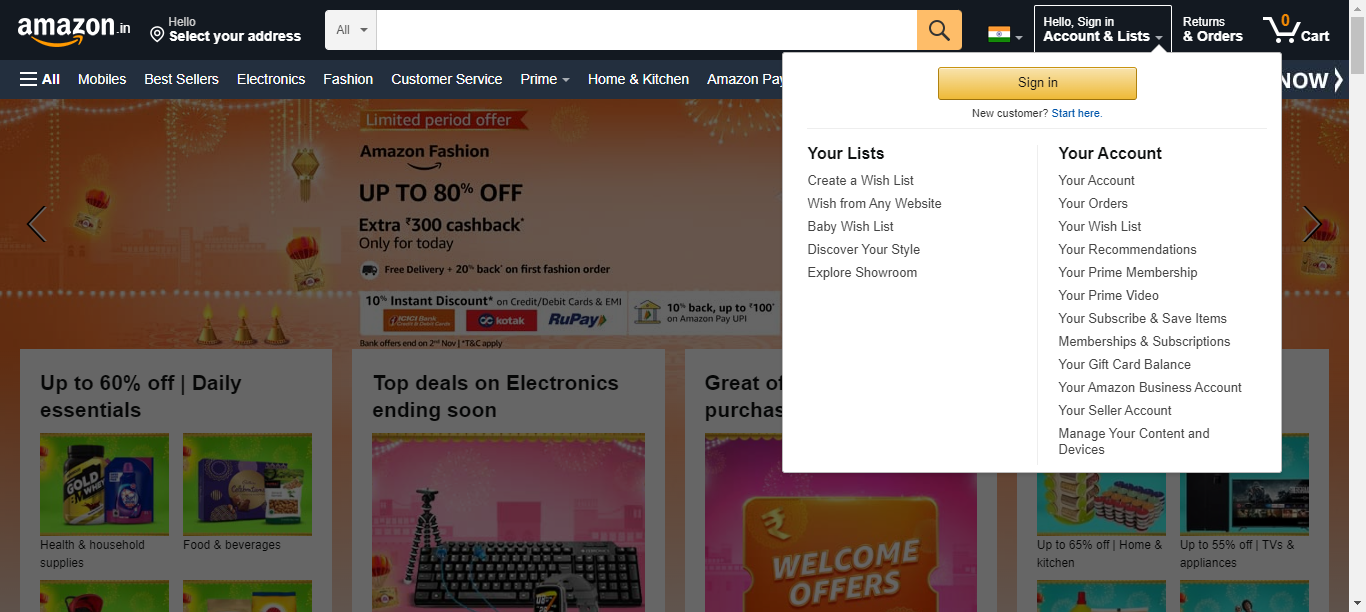 amazon.in
Hello
Select your address
All
Hello, Sign in
Account & Lists
Returns
& Orders
0
Cart
All
Mobiles
Best Sellers
Electronics
Fashion
Customer Service
Prime
Home & Kitchen
Amazon Pay
NOW
Sign in
New customer? Start here.
Your Lists
Create a Wish List
Wish from Any Website
Baby Wish List
Discover Your Style
Explore Showroom
Your Account
Your Account
Your Orders
Your Wish List
Your Recommendations
Your Prime Membership
Your Prime Video
Your Subscribe & Save Items
Memberships & Subscriptions
Your Gift Card Balance
Your Amazon Business Account
Your Seller Account
Manage Your Content and
Devices
Limited period offer
Amazon Fashion
UP TO 80% OFF
Extra ₹300 cashback*
Only for today
Free Delivery + 20% back* on first fashion order
10% Instant Discount* on Credit/Debit Cards & EMI
ICICI Bank
Credit & Debit Cards
kotak
RuPay
10% back, up to ₹100*
on Amazon Pay UPI
Bank offers end on 2nd Nov | *T&C apply
Up to 60% off | Daily
essentials
Health & household
supplies
Food & beverages
GOLD
WHEY
Celebrations
Top deals on Electronics
ending soon
Great
purchas
₹
WELCOME
OFFERS
Up to 65% off | Home &
kitchen
Up to 55% off | TVs &
appliances